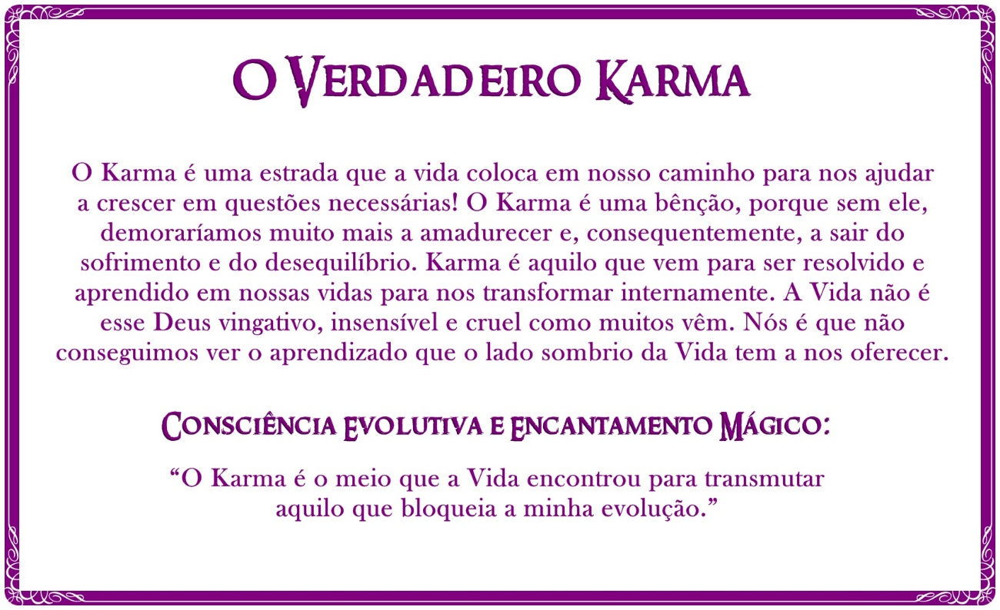 O Verdadeiro Karma
O Karma é uma estrada que a vida coloca em nosso caminho para nos ajudar
a crescer em questões necessárias! O Karma é uma bênção, porque sem ele,
demoraríamos muito mais a amadurecer e, consequentemente, a sair do
sofrimento e do desequilíbrio. Karma é aquilo que vem para ser resolvido e
aprendido em nossas vidas para nos transformar internamente. A Vida não é
esse Deus vingativo, insensível e cruel como muitos vêm. Nós é que não
conseguimos ver o aprendizado que o lado sombrio da Vida tem a nos oferecer.
Consciência Evolutiva e Encantamento Mágico:
“O Karma é o meio que a Vida encontrou para transmutar
aquilo que bloqueia a minha evolução.”